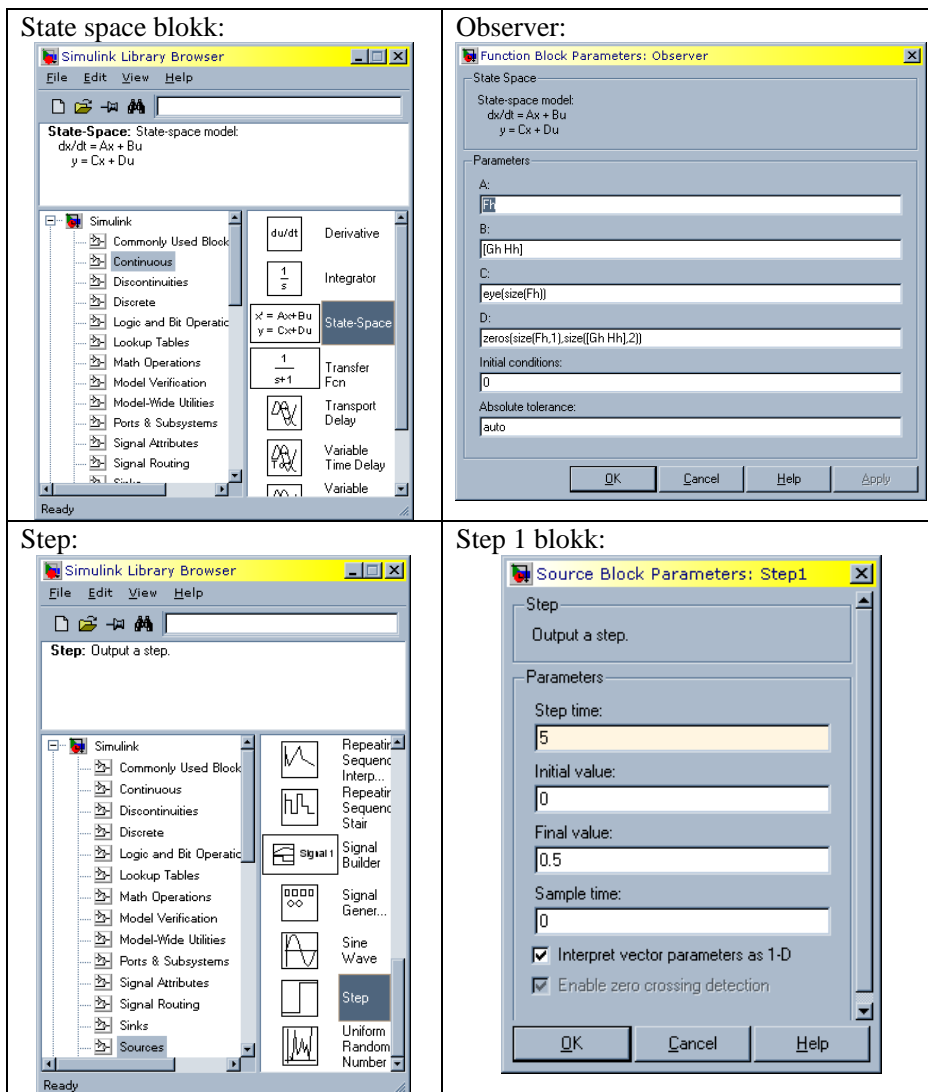 State space blokk:
Simulink Library Browser
File Edit View Help
State-Space: State-space model:
dx/dt = Ax + Bu
y = Cx + Du
Simulink
Commonly Used Block
Continuous
Discontinuities
Discrete
Logic and Bit Operatic
Lookup Tables
Math Operations
Model Verification
Model-Wide Utilities
Ports & Subsystems
Signal Attributes
Signal Routing
Sinks
du/dt Derivative
1
s
Integrator
x' = Ax+Bu
y = Cx+Du
State-Space
1
s+1
Transfer
Fcn
Transport
Delay
Variable
Time Delay
Variable
Ready
Observer:
Function Block Parameters: Observer
State Space
State-space model:
dx/dt = Ax + Bu
y = Cx + Du
Parameters
A:
Fh
B:
[Gh Hh]
C:
eye(size(Fh))
D:
zeros(size(Fh,1),size([Gh Hh],2))
Initial conditions:
0
Absolute tolerance:
auto
OK Cancel Help Apply
Step:
Simulink Library Browser
File Edit View Help
Step: Output a step.
Simulink
Commonly Used Block
Continuous
Discontinuities
Discrete
Logic and Bit Operatic
Lookup Tables
Math Operations
Model Verification
Model-Wide Utilities
Ports & Subsystems
Signal Attributes
Signal Routing
Sinks
Sources
Repeatin
Sequenc
Interp...
Repeatir
Sequenc
Stair
Signal 1
Signal
Builder
Signal
Gener...
Sine
Wave
Step
Uniform
Random
Number
Ready
Step 1 blokk:
Source Block Parameters: Step1
Step
Output a step.
Parameters
Step time:
5
Initial value:
0
Final value:
0.5
Sample time:
0
Interpret vector parameters as 1-D
Enable zero crossing detection
OK Cancel Help